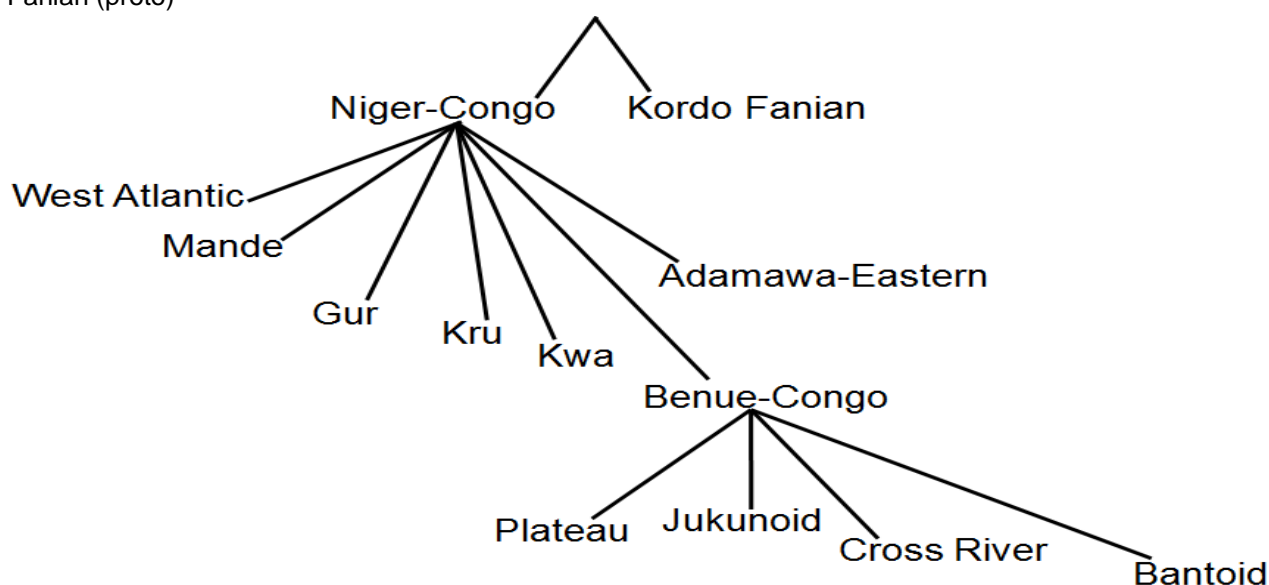 Fanian (proto)
Niger-Congo Kordo Fanian
West Atlantic
Mande
Adamawa-Eastern
Gur
Kru
Kwa
Benue-Congo
Plateau
Jukunoid
Cross River
Bantoid